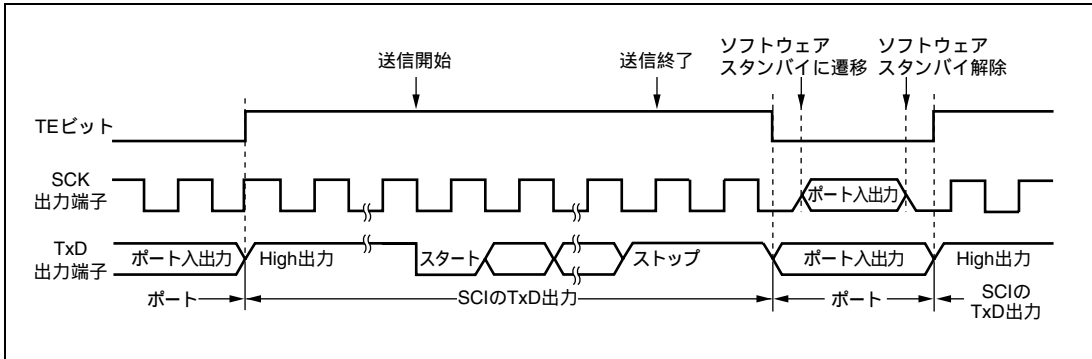 送信開始
送信終了
ソフトウェア
スタンバイに遷移
ソフトウェア
スタンバイ解除
TEビット
SCK
出力端子
ポート入出力
TxD
出力端子
ポート入出力
High出力
スタート
ストップ
ポート入出力
High出力
ポート
SCIのTxD出力
ポート
SCIの
TxD出力